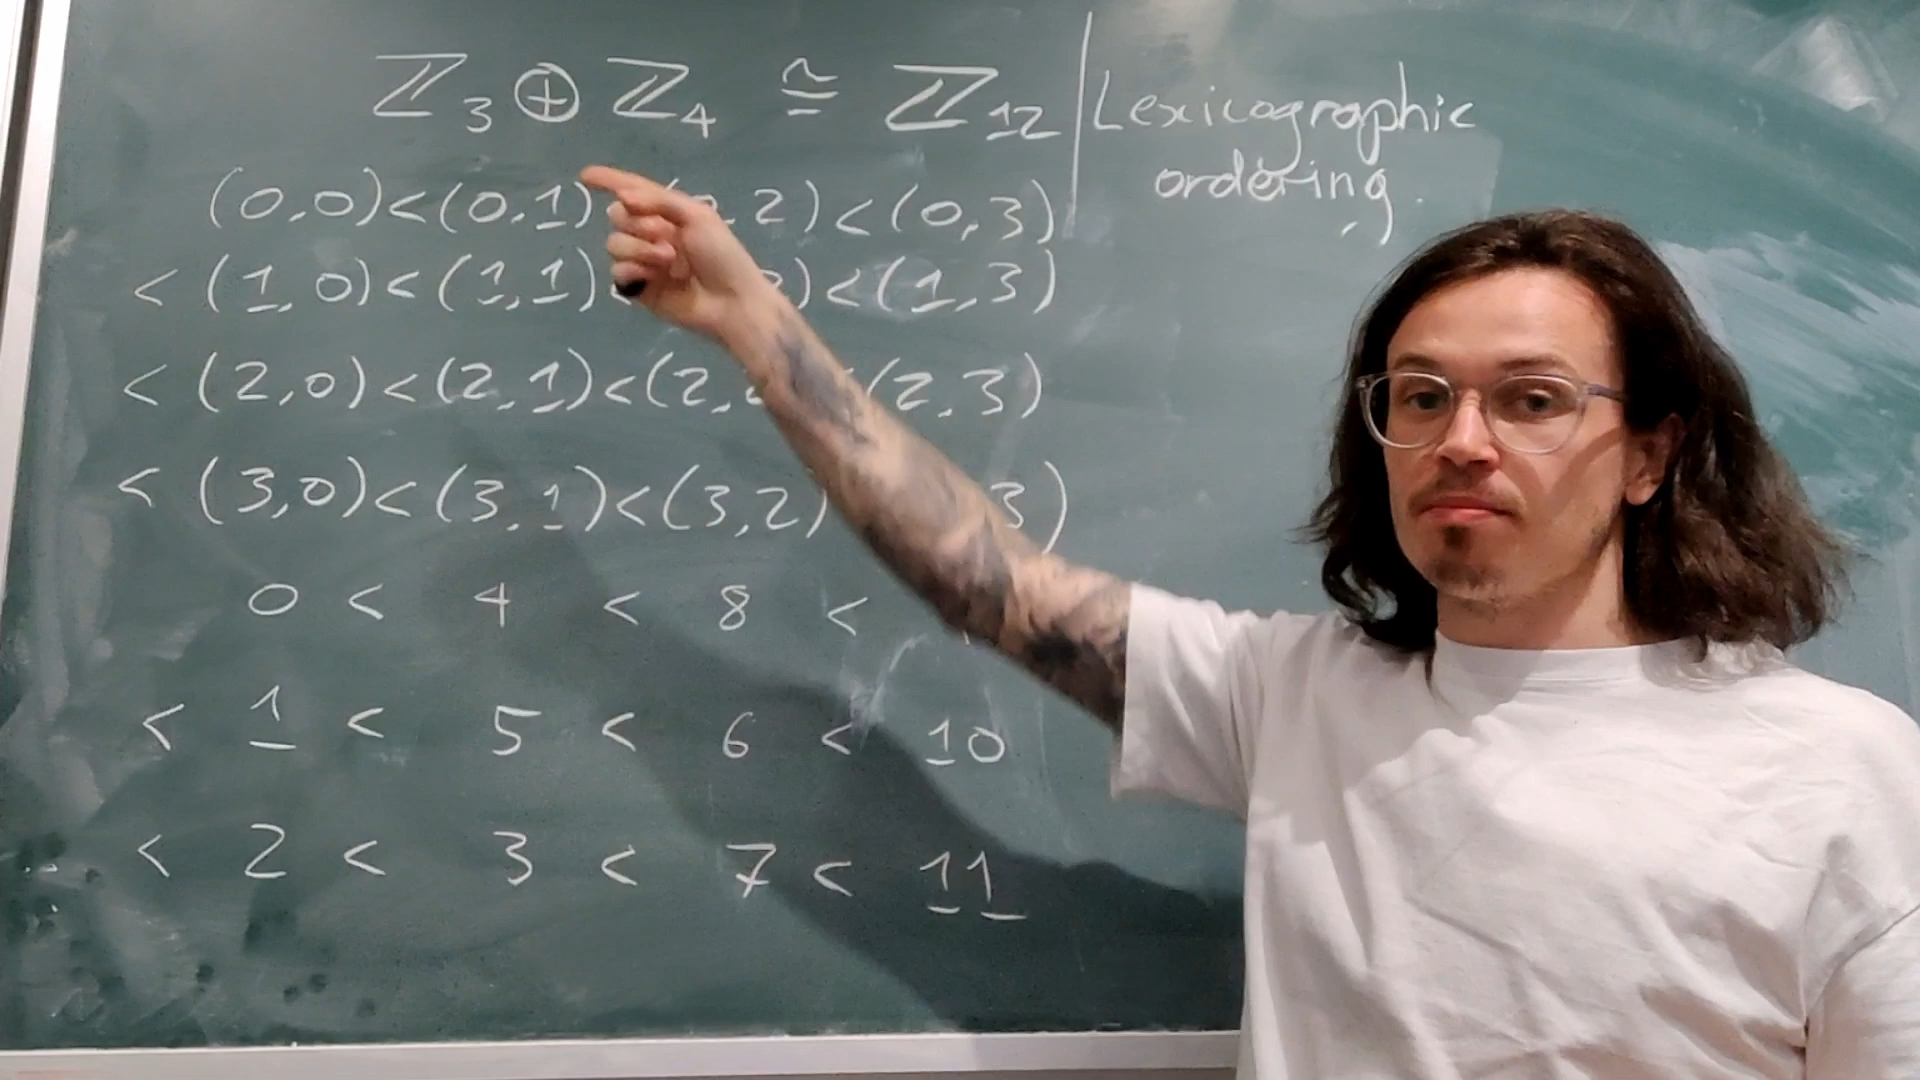 ℤ₃ ⊕ ℤ₄ ≅ ℤ₁₂ | Lexicographic
ordering.
(0,0)<(0,1) ,2)<(0,3)
<(1,0)<(1,1)< )<(1,3)
<(2,0)<(2,1)<(2, (2,3)
<(3,0)<(3,1)<(3,2) 3)
0 < 4 < 8 <
< 1 < 5 < 6 < 10
< 2 < 3 < 7 < 11